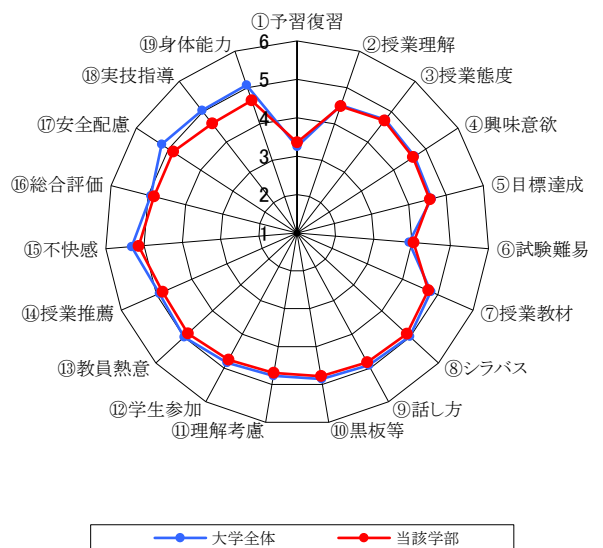 ①予習復習
②授業理解
③授業態度
④興味意欲
⑤目標達成
⑥試験難易
⑦授業教材
⑧シラバス
⑨話し方
⑩黒板等
⑪理解考慮
⑫学生参加
⑬教員熱意
⑭授業推薦
⑮不快感
⑯総合評価
⑰安全配慮
⑱実技指導
⑲身体能力
6
5
4
3
2
1
大学全体 当該学部